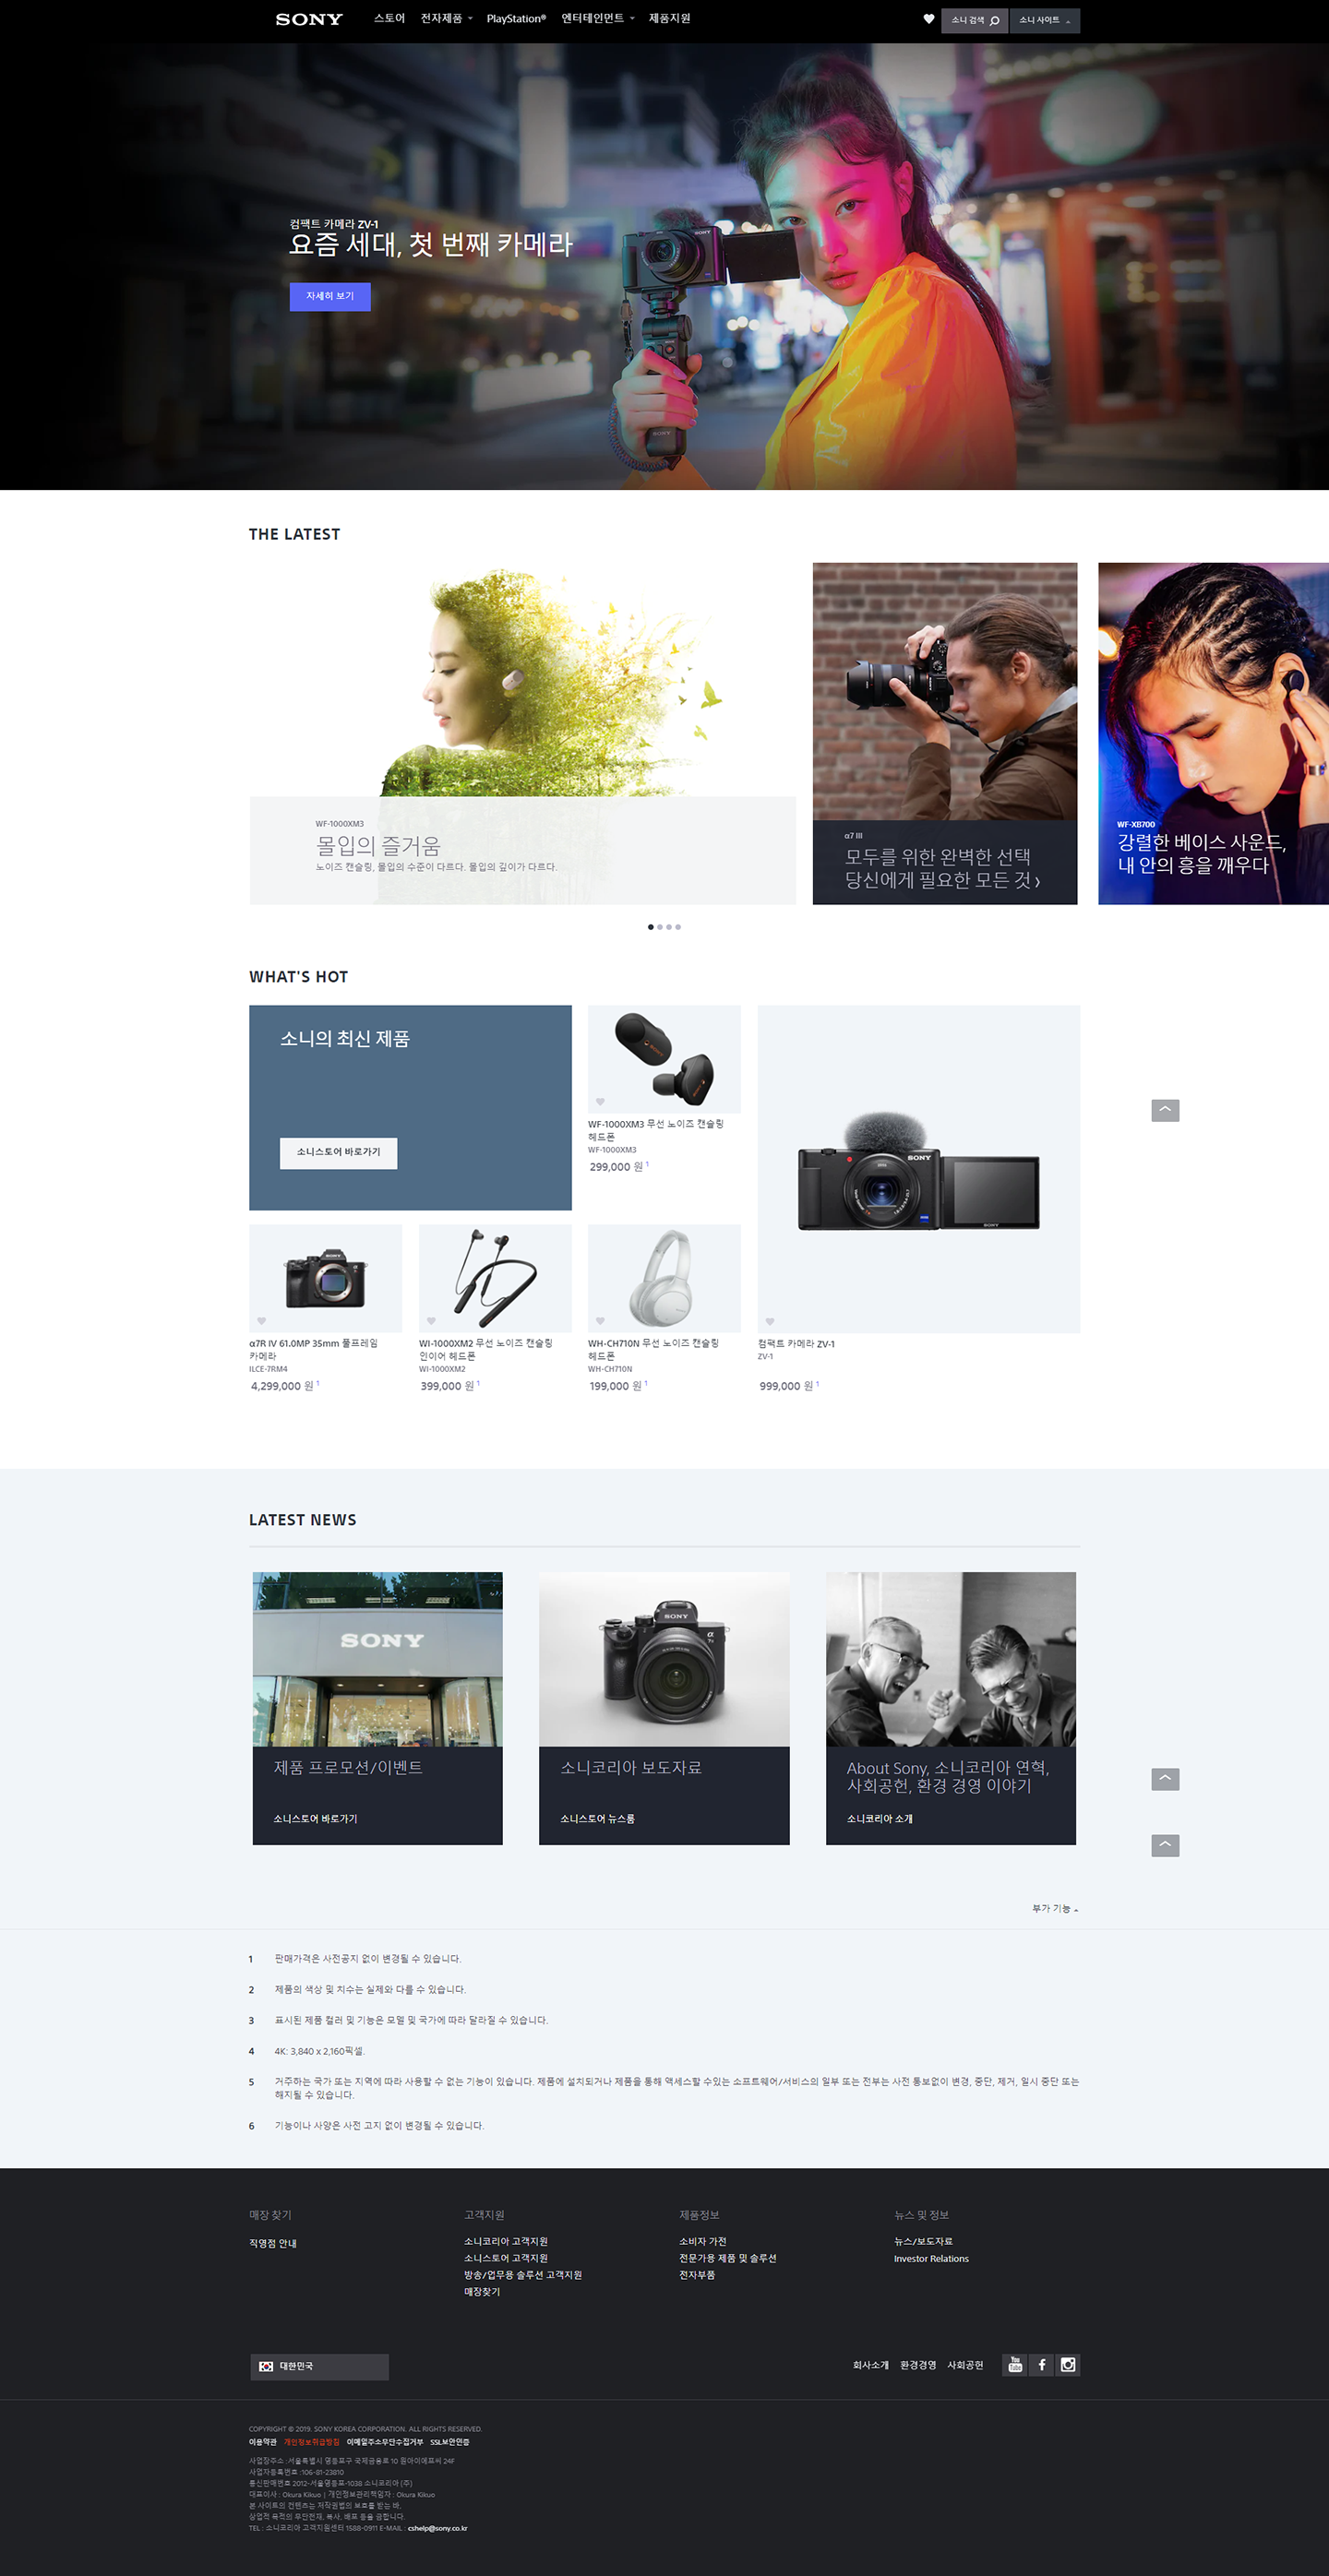 SONY 스토어 전자제품 PlayStation® 엔터테인먼트 제품지원 소니 검색 소니 사이트
컴팩트 카메라 ZV-1
요즘 세대, 첫 번째 카메라
자세히 보기
SONY
SONY
THE LATEST
WF-1000XM3
몰입의 즐거움
노이즈 캔슬링, 몰입의 수준이 다르다. 몰입의 깊이가 다르다.
α7 III
모두를 위한 완벽한 선택
당신에게 필요한 모든 것 ›
WF-XB700
강렬한 베이스 사운드,
내 안의 흥을 깨우다
WHAT'S HOT
소니의 최신 제품
소니스토어 바로가기
WF-1000XM3 무선 노이즈 캔슬링
헤드폰
WF-1000XM3
299,000 원 1
SONY
SONY
α7R IV 61.0MP 35mm 풀프레임
카메라
ILCE-7RM4
4,299,000 원 1
WI-1000XM2 무선 노이즈 캔슬링
인이어 헤드폰
WI-1000XM2
399,000 원 1
WH-CH710N 무선 노이즈 캔슬링
헤드폰
WH-CH710N
199,000 원 1
컴팩트 카메라 ZV-1
ZV-1
999,000 원 1
LATEST NEWS
SONY
SONY
제품 프로모션/이벤트
소니스토어 바로가기
소니코리아 보도자료
소니스토어 뉴스룸
About Sony, 소니코리아 연혁,
사회공헌, 환경 경영 이야기
소니코리아 소개
부가 기능
1 판매가격은 사전공지 없이 변경될 수 있습니다.
2 제품의 색상 및 치수는 실제와 다를 수 있습니다.
3 표시된 제품 컬러 및 기능은 모델 및 국가에 따라 달라질 수 있습니다.
4 4K: 3,840 x 2,160픽셀.
5 거주하는 국가 또는 지역에 따라 사용할 수 없는 기능이 있습니다. 제품에 설치되거나 제품을 통해 액세스할 수있는 소프트웨어/서비스의 일부 또는 전부는 사전 통보없이 변경, 중단, 제거, 일시 중단 또는
해지될 수 있습니다.
6 기능이나 사양은 사전 고지 없이 변경될 수 있습니다.
매장 찾기
직영점 안내
고객지원
소니코리아 고객지원
소니스토어 고객지원
방송/업무용 솔루션 고객지원
매장찾기
제품정보
소비자 가전
전문가용 제품 및 솔루션
전자부품
뉴스 및 정보
뉴스/보도자료
Investor Relations
대한민국
회사소개 환경경영 사회공헌
You Tube
COPYRIGHT © 2019. SONY KOREA CORPORATION. ALL RIGHTS RESERVED.
이용약관 개인정보취급방침 이메일주소무단수집거부 SSL보안인증
사업장주소 :서울특별시 영등포구 국제금융로 10 원아이에프씨 24F
사업자등록번호 :106-81-23810
통신판매번호 2012-서울영등포-1038 소니코리아 (주)
대표이사 : Okura Kikuo | 개인정보관리책임자 : Okura Kikuo
본 사이트의 컨텐츠는 저작권법의 보호를 받는 바,
상업적 목적의 무단전재, 복사, 배포 등을 금합니다.
TEL : 소니코리아 고객지원센터 1588-0911 E-MAIL : cshelp@sony.co.kr